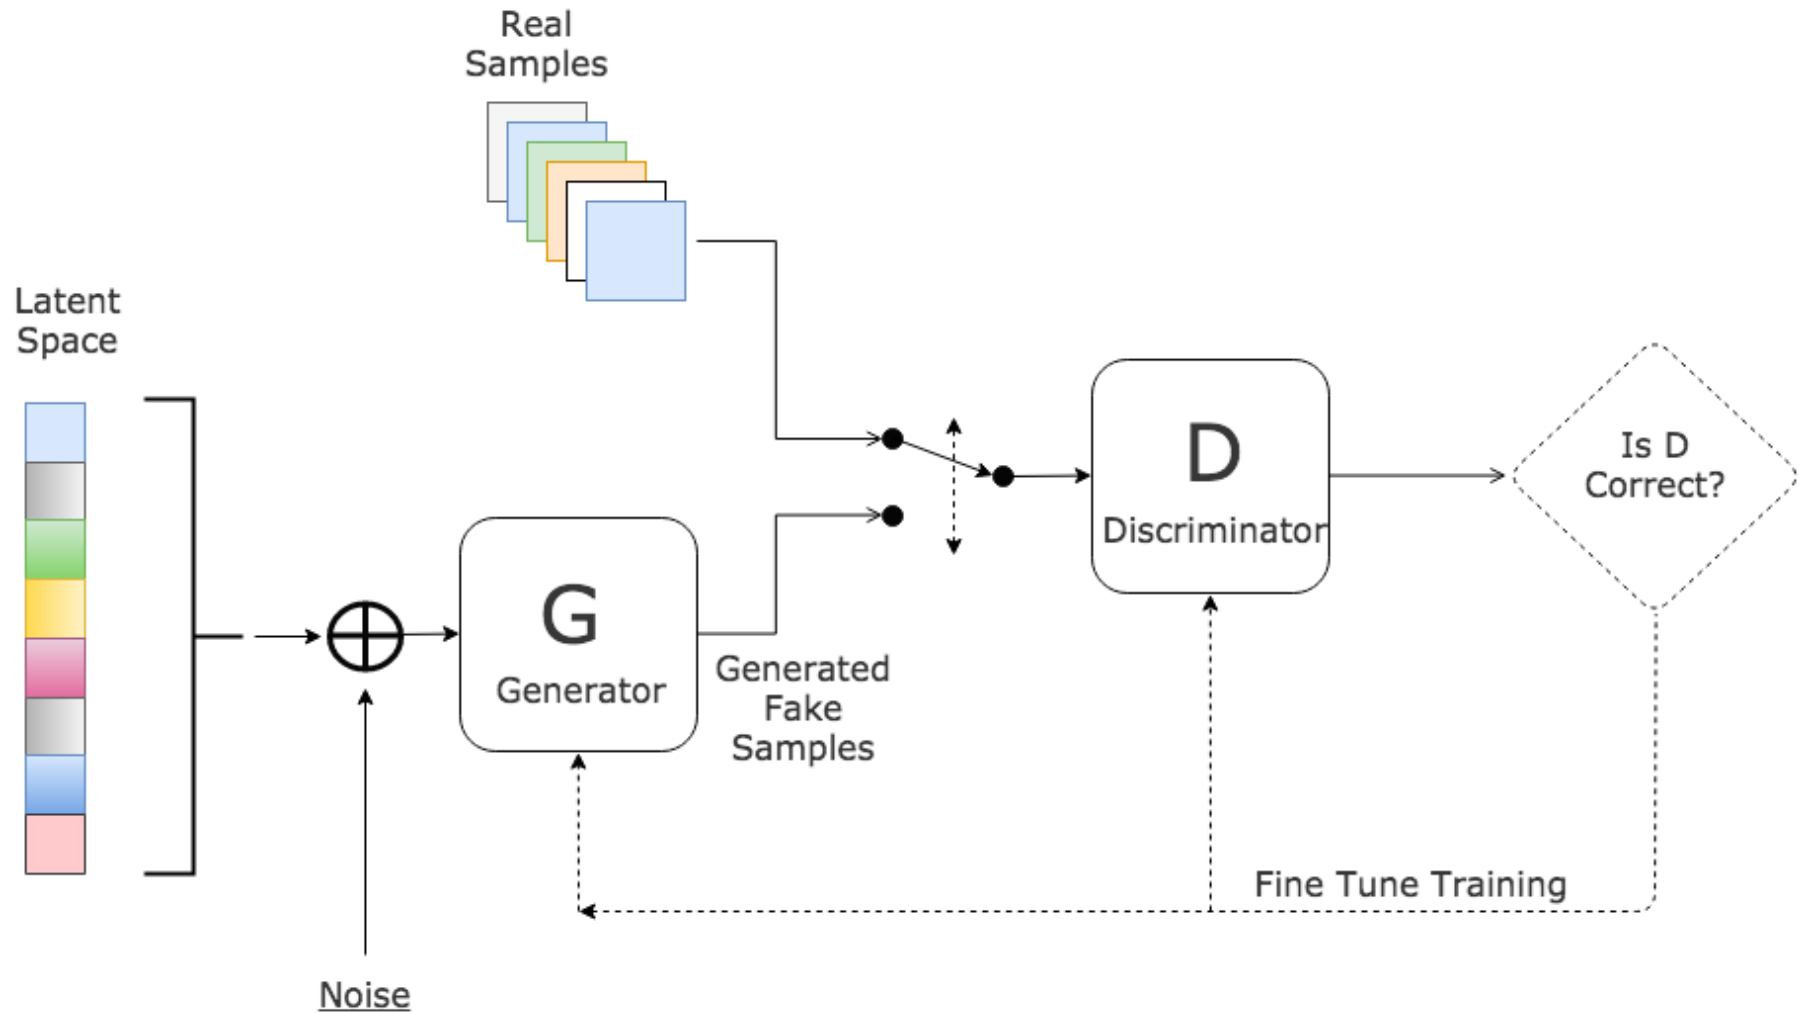 Real
Samples
Latent
Space
D
Discriminator
Is D
Correct?
G
Generator
Generated
Fake
Samples
Fine Tune Training
Noise